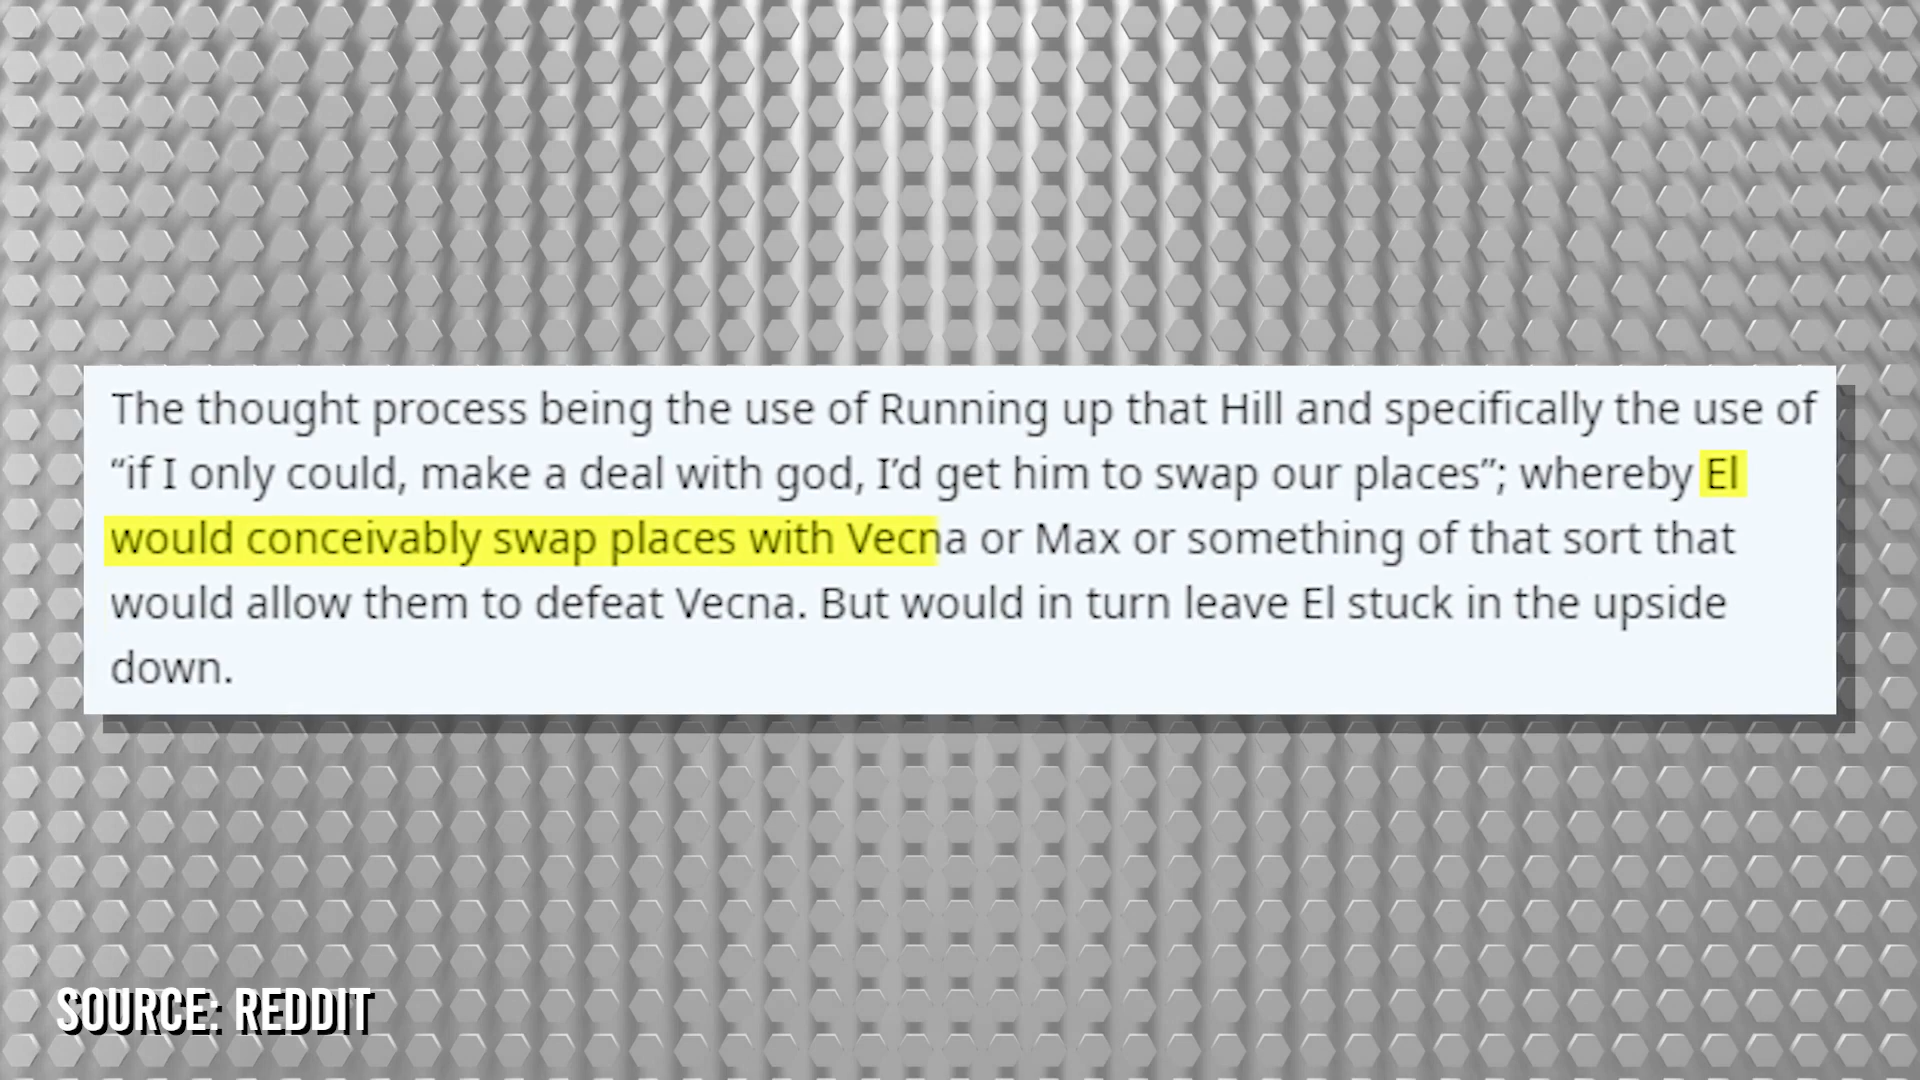 The thought process being the use of Running up that Hill and specifically the use of
“if I only could, make a deal with god, I’d get him to swap our places”; whereby El
would conceivably swap places with Vecna or Max or something of that sort that
would allow them to defeat Vecna. But would in turn leave El stuck in the upside
down.
SOURCE: REDDIT